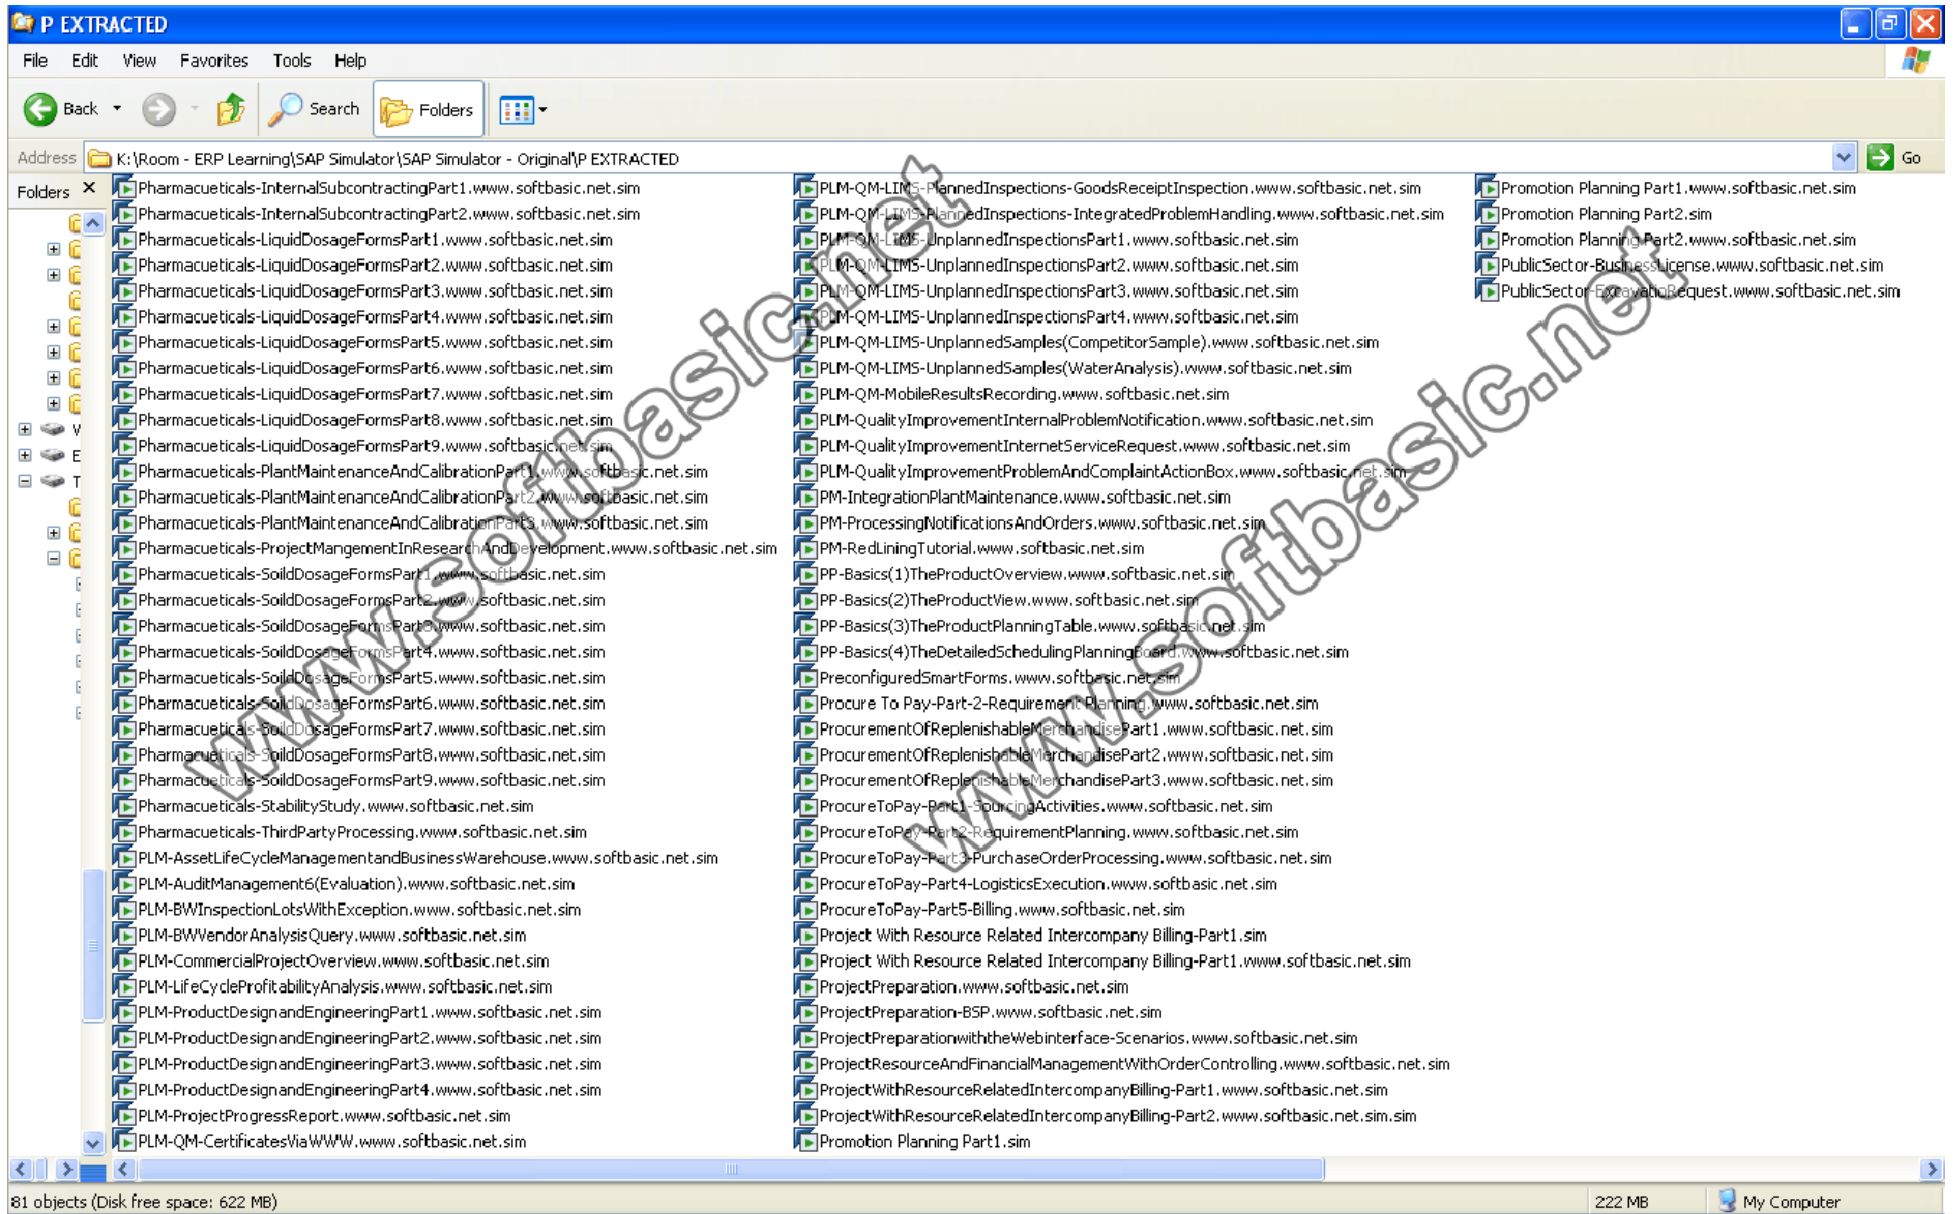 P EXTRACTED
File Edit View Favorites Tools Help
Back Search Folders
Address K:\Room - ERP Learning\SAP Simulator\SAP Simulator - Original\P EXTRACTED Go
Folders
Pharmacueticals-InternalSubcontractingPart1.www.softbasic.net.sim
Pharmacueticals-InternalSubcontractingPart2.www.softbasic.net.sim
Pharmacueticals-LiquidDosageFormsPart1.www.softbasic.net.sim
Pharmacueticals-LiquidDosageFormsPart2.www.softbasic.net.sim
Pharmacueticals-LiquidDosageFormsPart3.www.softbasic.net.sim
Pharmacueticals-LiquidDosageFormsPart4.www.softbasic.net.sim
Pharmacueticals-LiquidDosageFormsPart5.www.softbasic.net.sim
Pharmacueticals-LiquidDosageFormsPart6.www.softbasic.net.sim
Pharmacueticals-LiquidDosageFormsPart7.www.softbasic.net.sim
Pharmacueticals-LiquidDosageFormsPart8.www.softbasic.net.sim
Pharmacueticals-LiquidDosageFormsPart9.www.softbasic.net.sim
Pharmacueticals-PlantMaintenanceAndCalibrationPart1.www.softbasic.net.sim
Pharmacueticals-PlantMaintenanceAndCalibrationPart2.www.softbasic.net.sim
Pharmacueticals-PlantMaintenanceAndCalibrationPart3.www.softbasic.net.sim
Pharmacueticals-ProjectMangementInResearchAndDevelopment.www.softbasic.net.sim
Pharmacueticals-SoildDosageFormsPart1.www.softbasic.net.sim
Pharmacueticals-SoildDosageFormsPart2.www.softbasic.net.sim
Pharmacueticals-SoildDosageFormsPart3.www.softbasic.net.sim
Pharmacueticals-SoildDosageFormsPart4.www.softbasic.net.sim
Pharmacueticals-SoildDosageFormsPart5.www.softbasic.net.sim
Pharmacueticals-SoildDosageFormsPart6.www.softbasic.net.sim
Pharmacueticals-SoildDosageFormsPart7.www.softbasic.net.sim
Pharmacueticals-SoildDosageFormsPart8.www.softbasic.net.sim
Pharmacueticals-SoildDosageFormsPart9.www.softbasic.net.sim
Pharmacueticals-StabilityStudy.www.softbasic.net.sim
Pharmacueticals-ThirdPartyProcessing.www.softbasic.net.sim
PLM-AssetLifeCycleManagementandBusinessWarehouse.www.softbasic.net.sim
PLM-AuditManagement6(Evaluation).www.softbasic.net.sim
PLM-BWInspectionLotsWithException.www.softbasic.net.sim
PLM-BWVendorAnalysisQuery.www.softbasic.net.sim
PLM-CommercialProjectOverview.www.softbasic.net.sim
PLM-LifeCycleProfitabilityAnalysis.www.softbasic.net.sim
PLM-ProductDesignandEngineeringPart1.www.softbasic.net.sim
PLM-ProductDesignandEngineeringPart2.www.softbasic.net.sim
PLM-ProductDesignandEngineeringPart3.www.softbasic.net.sim
PLM-ProductDesignandEngineeringPart4.www.softbasic.net.sim
PLM-ProjectProgressReport.www.softbasic.net.sim
PLM-QM-CertificatesViaWWW.www.softbasic.net.sim
PLM-QM-LIMS-PlannedInspections-GoodsReceiptInspection.www.softbasic.net.sim
PLM-QM-LIMS-PlannedInspections-IntegratedProblemHandling.www.softbasic.net.sim
PLM-QM-LIMS-UnplannedInspectionsPart1.www.softbasic.net.sim
PLM-QM-LIMS-UnplannedInspectionsPart2.www.softbasic.net.sim
PLM-QM-LIMS-UnplannedInspectionsPart3.www.softbasic.net.sim
PLM-QM-LIMS-UnplannedInspectionsPart4.www.softbasic.net.sim
PLM-QM-LIMS-UnplannedSamples(CompetitorSample).www.softbasic.net.sim
PLM-QM-LIMS-UnplannedSamples(WaterAnalysis).www.softbasic.net.sim
PLM-QM-MobileResultsRecording.www.softbasic.net.sim
PLM-QualityImprovementInternalProblemNotification.www.softbasic.net.sim
PLM-QualityImprovementInternetServiceRequest.www.softbasic.net.sim
PLM-QualityImprovementProblemAndComplaintActionBox.www.softbasic.net.sim
PM-IntegrationPlantMaintenance.www.softbasic.net.sim
PM-ProcessingNotificationsAndOrders.www.softbasic.net.sim
PM-RedLiningTutorial.www.softbasic.net.sim
PP-Basics(1)TheProductOverview.www.softbasic.net.sim
PP-Basics(2)TheProductView.www.softbasic.net.sim
PP-Basics(3)TheProductPlanningTable.www.softbasic.net.sim
PP-Basics(4)TheDetailedSchedulingPlanningBoard.www.softbasic.net.sim
PreconfiguredSmartForms.www.softbasic.net.sim
Procure To Pay-Part-2-Requirement Planning.www.softbasic.net.sim
ProcurementOfReplenishableMerchandisePart1.www.softbasic.net.sim
ProcurementOfReplenishableMerchandisePart2.www.softbasic.net.sim
ProcurementOfReplenishableMerchandisePart3.www.softbasic.net.sim
ProcureToPay-Part1-SourcingActivities.www.softbasic.net.sim
ProcureToPay-Part2-RequirementPlanning.www.softbasic.net.sim
ProcureToPay-Part3-PurchaseOrderProcessing.www.softbasic.net.sim
ProcureToPay-Part4-LogisticsExecution.www.softbasic.net.sim
ProcureToPay-Part5-Billing.www.softbasic.net.sim
Project With Resource Related Intercompany Billing-Part1.sim
Project With Resource Related Intercompany Billing-Part1.www.softbasic.net.sim
ProjectPreparation.www.softbasic.net.sim
ProjectPreparation-BSP.www.softbasic.net.sim
ProjectPreparationwiththeWebinterface-Scenarios.www.softbasic.net.sim
ProjectResourceAndFinancialManagementWithOrderControlling.www.softbasic.net.sim
ProjectWithResourceRelatedIntercompanyBilling-Part1.www.softbasic.net.sim
ProjectWithResourceRelatedIntercompanyBilling-Part2.www.softbasic.net.sim.sim
Promotion Planning Part1.sim
Promotion Planning Part1.www.softbasic.net.sim
Promotion Planning Part2.sim
Promotion Planning Part2.www.softbasic.net.sim
PublicSector-BusinessLicense.www.softbasic.net.sim
PublicSector-ExcavatioRequest.www.softbasic.net.sim
V
E
T
www.softbasic.net
www.softbasic.net
81 objects (Disk free space: 622 MB) 222 MB My Computer